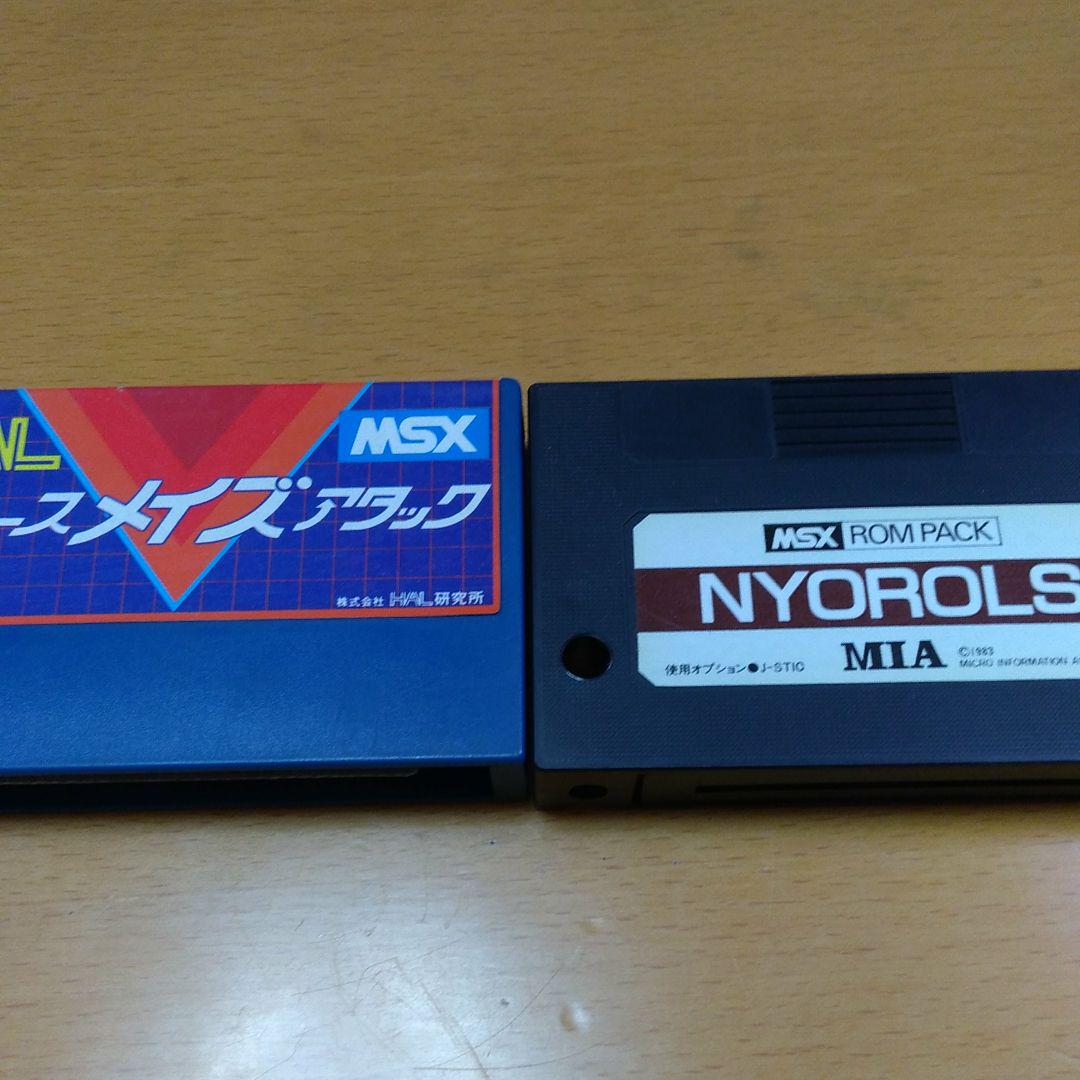 HAL
MSX
ースメイズアタック
株式会社 HAL研究所
MSX ROM PACK
NYOROLS
使用オプション●J-STIC
MIA
©1983
MICRO INFORMATION